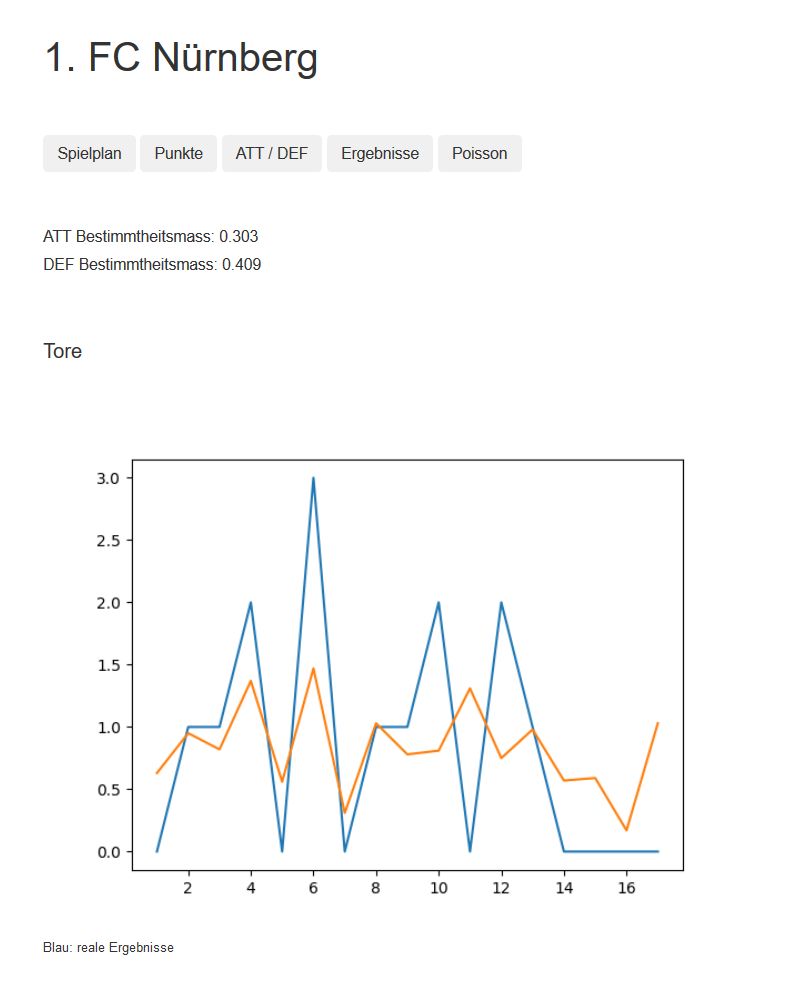 1. FC Nürnberg
Spielplan Punkte ATT / DEF Ergebnisse Poisson
ATT Bestimmtheitsmass: 0.303
DEF Bestimmtheitsmass: 0.409
Tore
3.0
2.5
2.0
1.5
1.0
0.5
0.0
2 4 6 8 10 12 14 16
Blau: reale Ergebnisse